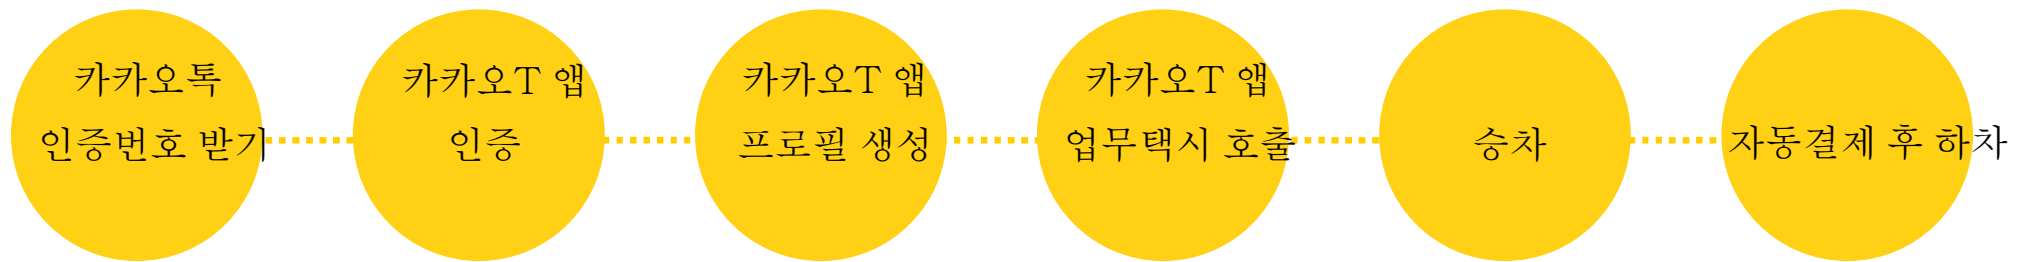 카카오톡
인증번호 받기
카카오T 앱
인증
카카오T 앱
프로필 생성
카카오T 앱
업무택시 호출
승차
자동결제 후 하차